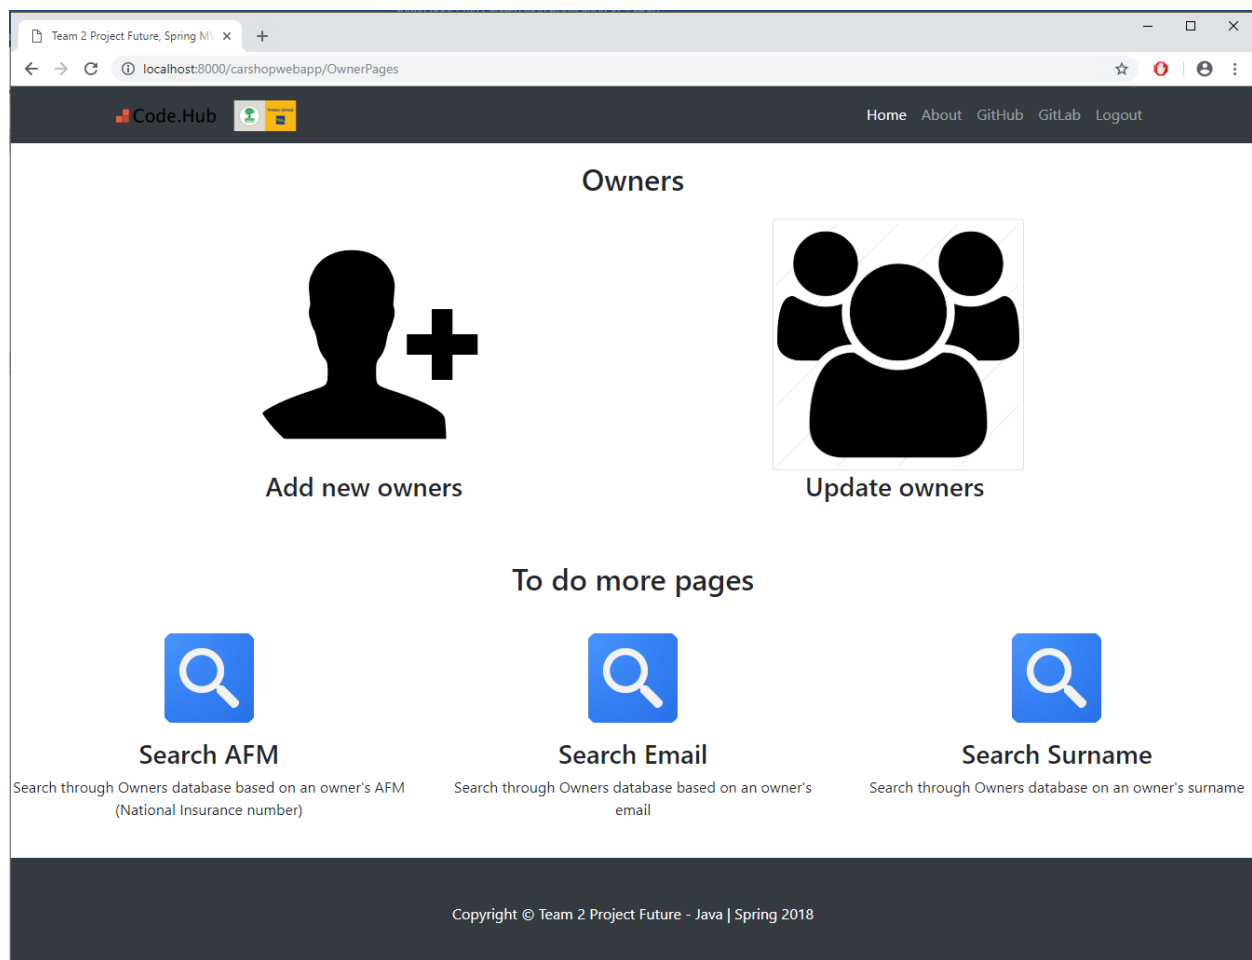 Team 2 Project Future, Spring M
localhost:8000/carshopwebapp/OwnerPages
Code.Hub
Home About GitHub GitLab Logout
Owners
Add new owners
Update owners
To do more pages
Search AFM
Search through Owners database based on an owner's AFM
(National Insurance number)
Search Email
Search through Owners database based on an owner's
email
Search Surname
Search through Owners database on an owner's surname
Copyright © Team 2 Project Future - Java | Spring 2018